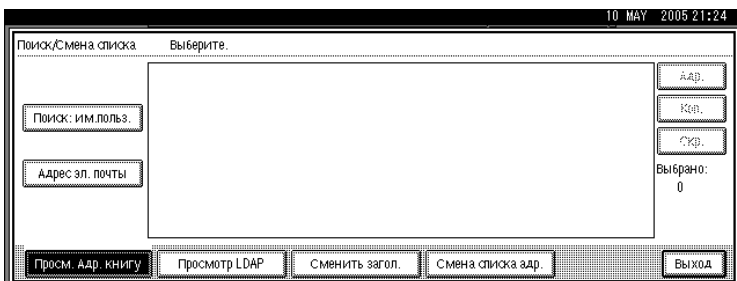 10 MAY 2005 21:24
Поиск/Смена списка Выберите.
Адр.
Поиск: им.польз.
Коп.
Скр.
Адрес эл. почты
Выбрано:
0
Просм. Адр. книгу Просмотр LDAP Сменить загол. Смена списка адр. Выход